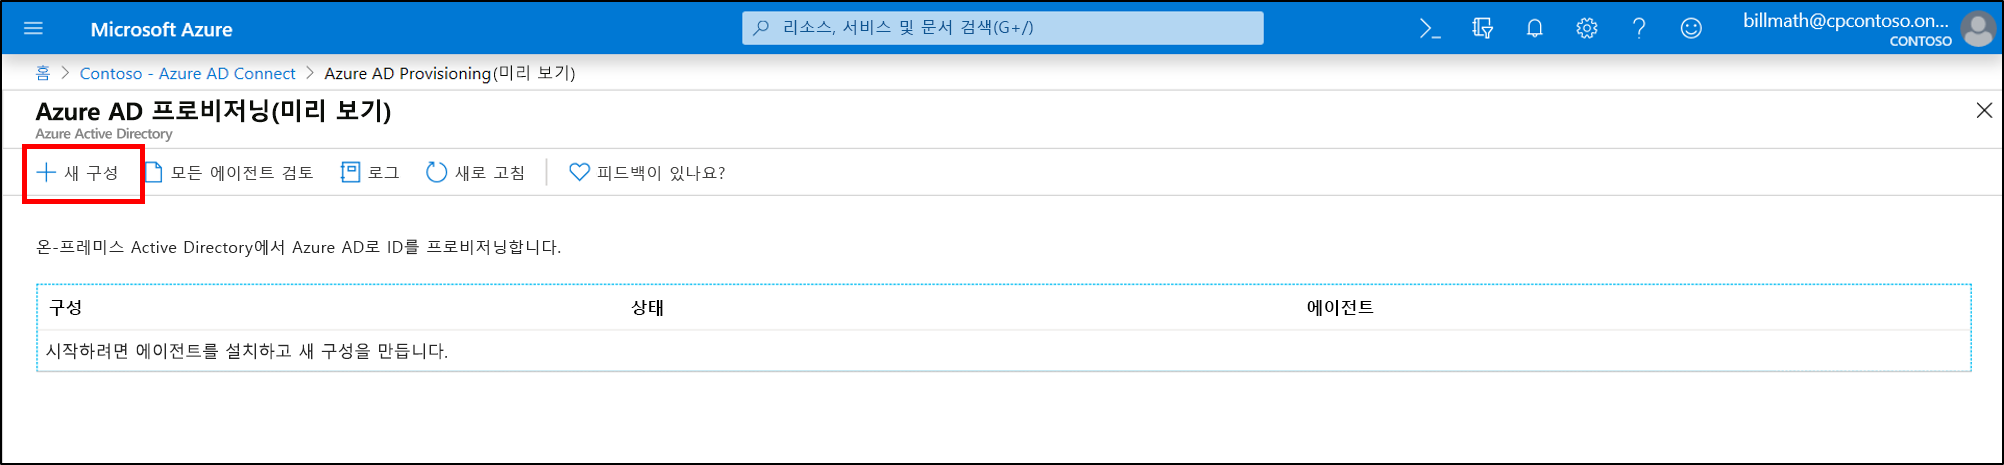 Microsoft Azure
리소스, 서비스 및 문서 검색(G+/)
billmath@cpcontoso.on...
CONTOSO
홈 > Contoso - Azure AD Connect > Azure AD Provisioning(미리 보기)
Azure AD 프로비저닝(미리 보기)
Azure Active Directory
새 구성 모든 에이전트 검토 로그 새로 고침 피드백이 있나요?
온-프레미스 Active Directory에서 Azure AD로 ID를 프로비저닝합니다.
구성 상태 에이전트
시작하려면 에이전트를 설치하고 새 구성을 만듭니다.